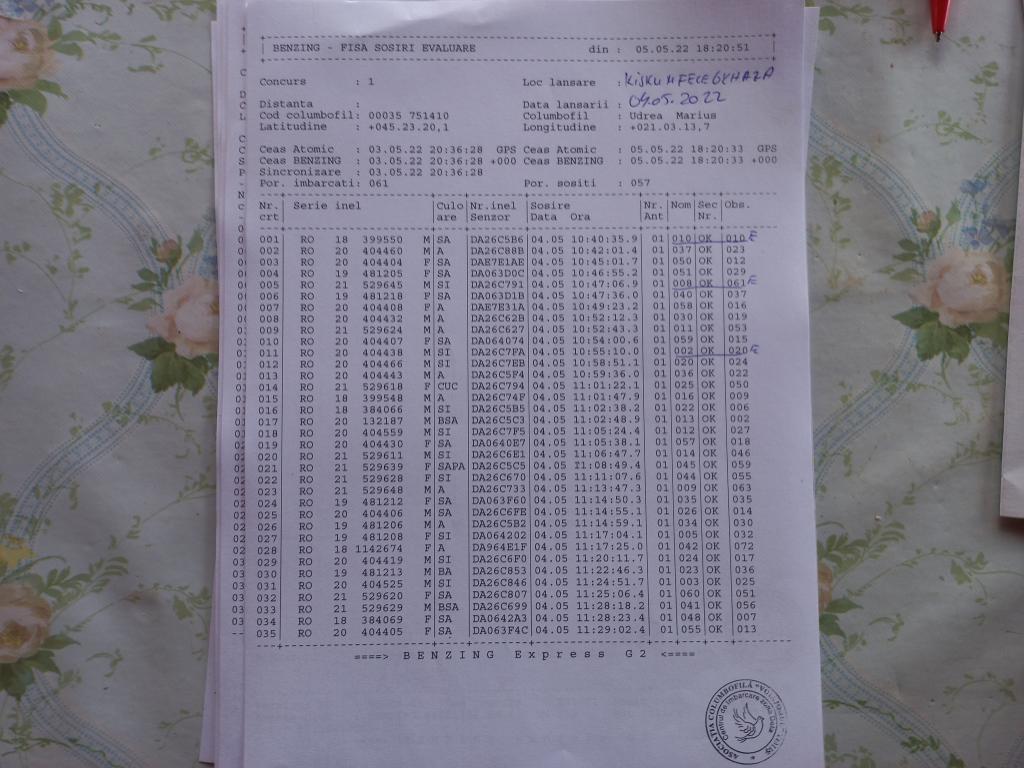 BENZING - FISA SOSIRI EVALUARE din : 05.05.22 18:20:51
Concurs : 1 Loc lansare : KISKUNFELEGYHAZA
Distanta : Data lansarii : 04.05.2022
Cod columbofil: 00035 751410 Columbofil : Udrea Marius
Latitudine : +045.23.20,1 Longitudine : +021.03.13,7
Ceas Atomic : 03.05.22 20:36:28 GPS Ceas Atomic : 05.05.22 18:20:33 GPS
Ceas BENZING : 03.05.22 20:36:28 +000 Ceas BENZING : 05.05.22 18:20:33 +000
Sincronizare : 03.05.22 20:36:28
Por. imbarcati: 061 Por. sositi : 057
Nr. Serie inel Culo Nr.inel Sosire Nr. Nom Sec Obs.
crt are Senzor Data Ora Ant Nr.
001 RO 18 399550 M SA DA26C5B6 04.05 10:40:35.9 01 010 OK 010 E
002 RO 20 404460 M A DA26C88B 04.05 10:42:01.4 01 037 OK 023
003 RO 20 404404 F SA DAE7E1AE 04.05 10:45:01.7 01 050 OK 012
004 RO 19 481205 F SA DA063D0C 04.05 10:46:55.2 01 051 OK 029
005 RO 21 529645 M SI DA26C791 04.05 10:47:06.9 01 008 OK 061 E
006 RO 19 481218 F SA DA063D1B 04.05 10:47:36.0 01 040 OK 037
007 RO 20 404408 F A DAE7E31A 04.05 10:49:23.2 01 058 OK 016
008 RO 20 404432 M A DA26C62B 04.05 10:52:12.3 01 030 OK 019
009 RO 21 529624 M A DA26C627 04.05 10:52:43.3 01 011 OK 053
010 RO 20 404407 F SA DA064074 04.05 10:54:00.6 01 059 OK 015
011 RO 20 404438 M SI DA26C7FA 04.05 10:55:10.0 01 002 OK 020 E
012 RO 20 404466 M SI DA26C7EB 04.05 10:58:51.1 01 020 OK 024
013 RO 20 404443 M A DA26C5F4 04.05 10:59:36.0 01 036 OK 022
014 RO 21 529618 F CUC DA26C794 04.05 11:01:22.1 01 025 OK 050
015 RO 18 399548 M A DA26C74F 04.05 11:01:47.9 01 016 OK 009
016 RO 18 384066 M SI DA26C5B5 04.05 11:02:38.2 01 022 OK 006
017 RO 20 132187 M BSA DA26C5C3 04.05 11:02:48.9 01 013 OK 002
018 RO 20 404559 M SI DA26C7F5 04.05 11:05:24.4 01 012 OK 027
019 RO 20 404430 F SA DA0640E7 04.05 11:05:38.1 01 057 OK 018
020 RO 21 529611 M SI DA26C6E1 04.05 11:06:47.7 01 014 OK 046
021 RO 21 529639 F SAPA DA26C5C5 04.05 11:08:49.4 01 045 OK 059
022 RO 21 529628 F SI DA26C670 04.05 11:11:07.6 01 044 OK 055
023 RO 21 529648 M A DA26C733 04.05 11:13:47.3 01 009 OK 063
024 RO 19 481212 F SA DA063F60 04.05 11:14:50.3 01 035 OK 035
025 RO 20 404406 M SA DA26C6FE 04.05 11:14:55.1 01 026 OK 014
026 RO 19 481206 M A DA26C5B2 04.05 11:14:59.1 01 034 OK 030
027 RO 19 481208 F SI DA064202 04.05 11:17:04.1 01 005 OK 032
028 RO 18 1142674 F A DA964E1F 04.05 11:17:25.0 01 042 OK 072
029 RO 20 404419 M SI DA26C6F0 04.05 11:20:11.7 01 024 OK 017
030 RO 19 481213 M BA DA26C853 04.05 11:22:46.3 01 023 OK 036
031 RO 20 404525 M SI DA26C846 04.05 11:24:51.7 01 003 OK 025
032 RO 21 529620 F SA DA26C807 04.05 11:25:06.4 01 060 OK 051
033 RO 21 529629 M BSA DA26C699 04.05 11:28:18.2 01 041 OK 056
034 RO 18 384069 F SA DA0642A3 04.05 11:28:23.4 01 048 OK 007
035 RO 20 404405 F SA DA063F4C 04.05 11:29:02.4 01 055 OK 013
====> BENZING Express G2 <====
ASOCIATIA COLUMBOFILĂ